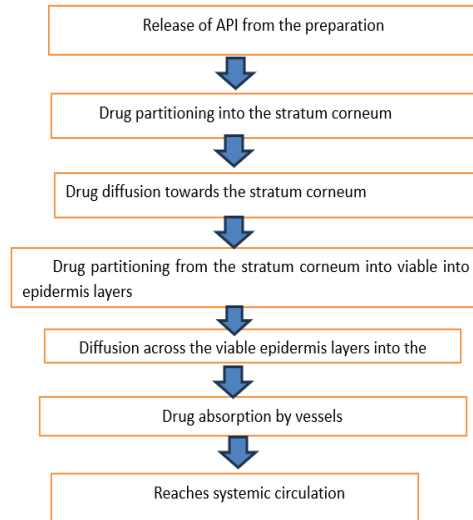 Release of API from the preparation
Drug partitioning into the stratum corneum
Drug diffusion towards the stratum corneum
Drug partitioning from the stratum corneum into viable into
epidermis layers
Diffusion across the viable epidermis layers into the
Drug absorption by vessels
Reaches systemic circulation